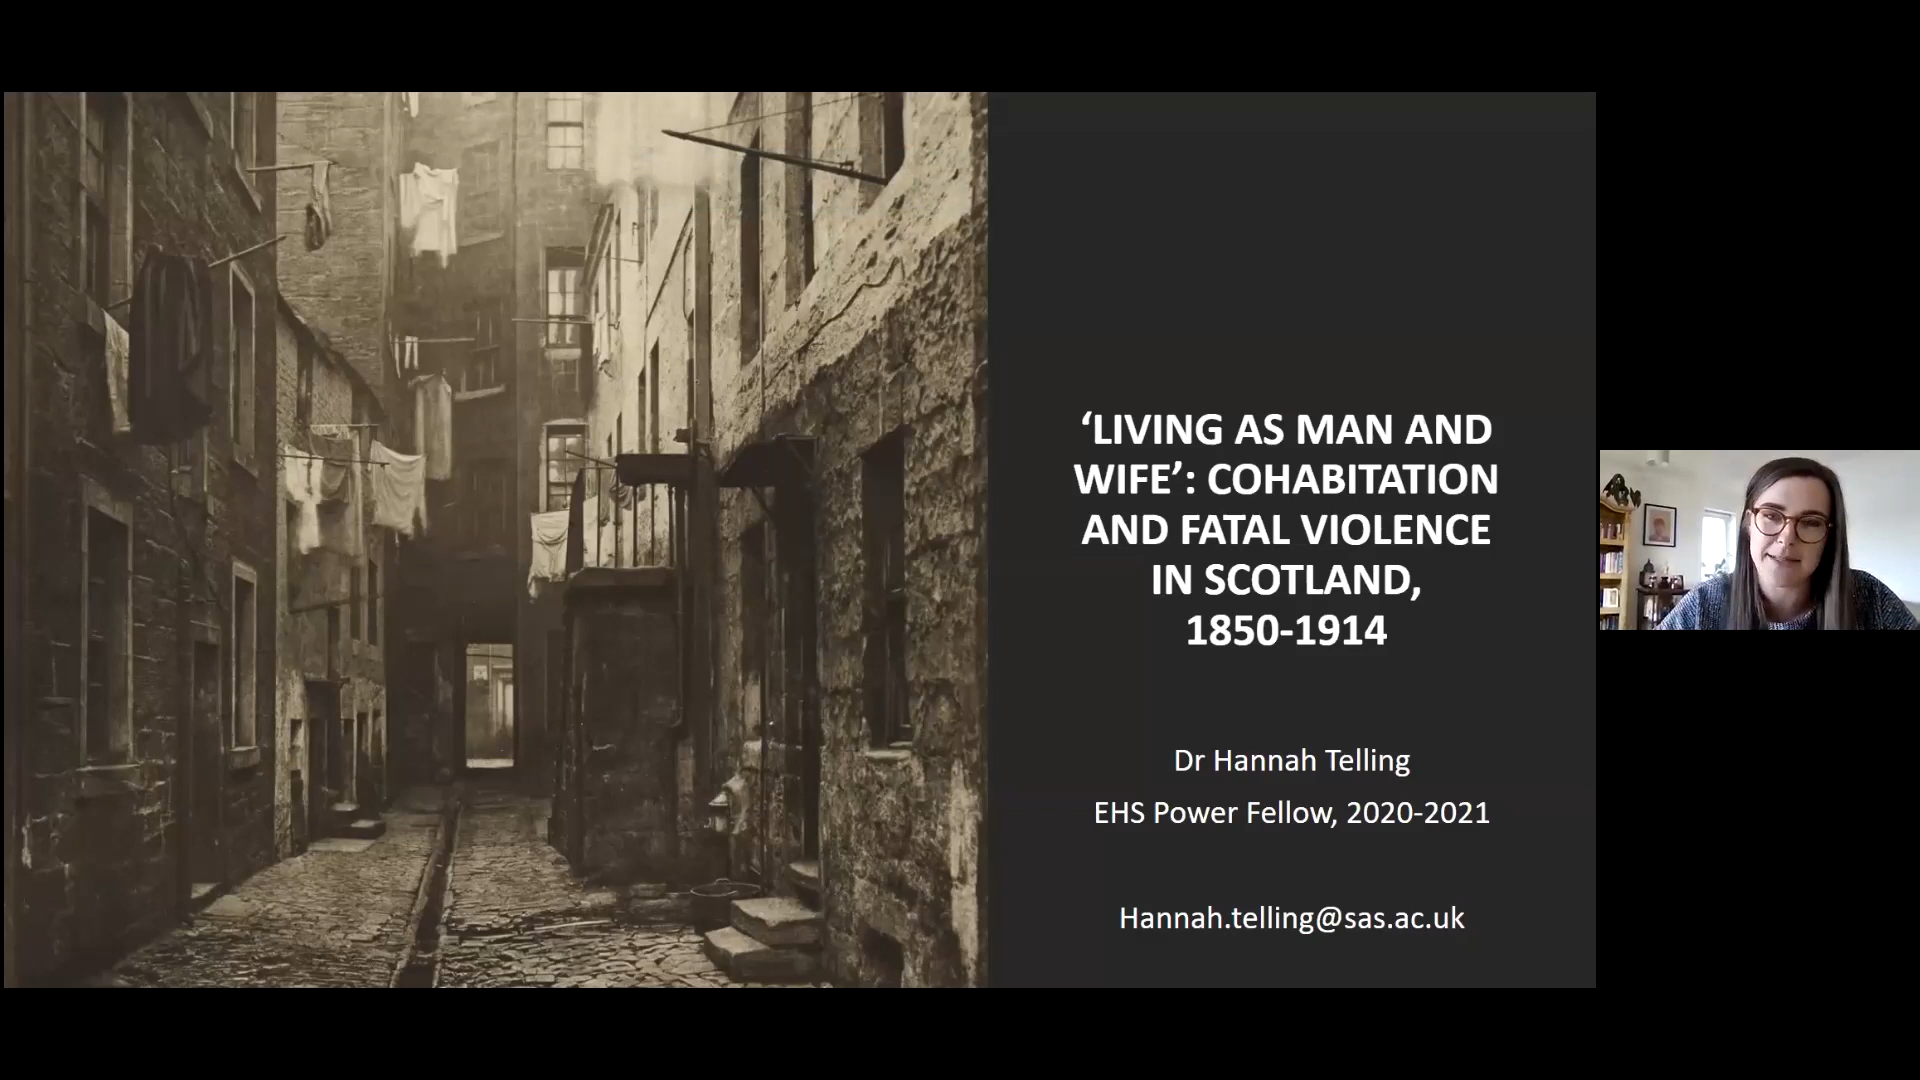 ‘LIVING AS MAN AND
WIFE’: COHABITATION
AND FATAL VIOLENCE
IN SCOTLAND,
1850-1914
Dr Hannah Telling
EHS Power Fellow, 2020-2021
Hannah.telling@sas.ac.uk